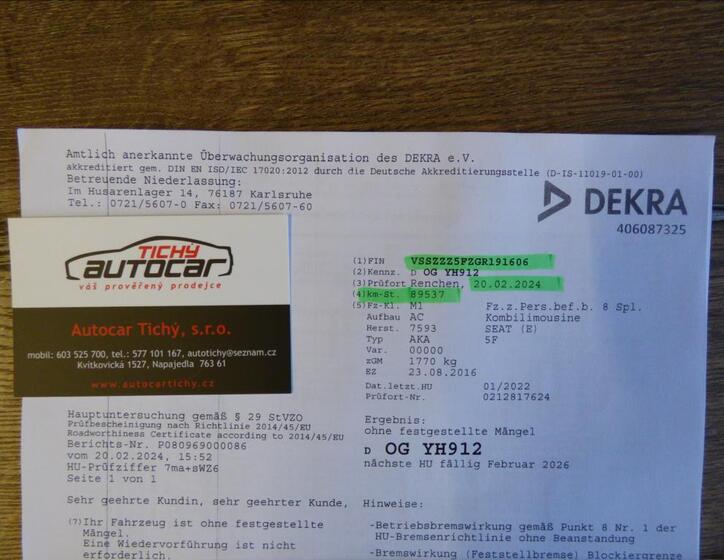 Amtlich anerkannte Überwachungsorganisation des DEKRA e.V.
akkreditiert gem. DIN EN ISO/IEC 17020:2012 durch die Deutsche Akkreditierungsstelle (D-IS-11019-01-00)
Betreuende Niederlassung:
Im Husarenlager 14, 76187 Karlsruhe
Tel.: 0721/5607-0 Fax: 0721/5607-60
DEKRA
406087325
TICHÝ
AUTOCAR
váš prověřený prodejce
Autocar Tichý, s.r.o.
mobil: 603 525 700, tel.: 577 101 167, autotichy@seznam.cz
Kvítkovická 1527, Napajedla 763 61
www.autocartichy.cz
(1) FIN VSSZZZ5FZGR191606
(2) Kennz. D OG YH912
(3) Prüfort Renchen, 20.02.2024
(4) km-St. 89537
(5) Fz-Kl. M1 Fz.z.Pers.bef.b. 8 Spl.
Aufbau AC Kombilimousine
Herst. 7593 SEAT (E)
Typ AKA 5F
Var. 00000
zGM 1770 kg
EZ 23.08.2016
Dat.letzt.HU 01/2022
Prüfort-Nr. 0212817624
Hauptuntersuchung gemäß § 29 StVZO
Prüfbescheinigung nach Richtlinie 2014/45/EU
Roadworthiness Certificate according to 2014/45/EU
Berichts-Nr. P080969000086
vom 20.02.2024, 15:52
HU-Prüfziffer 7ma+sWZ6
Seite 1 von 1
Ergebnis:
ohne festgestellte Mängel
D OG YH912
nächste HU fällig Februar 2026
Sehr geehrte Kundin, sehr geehrter Kunde,
(7) Ihr Fahrzeug ist ohne festgestellte
Mängel.
Eine Wiedervorführung ist nicht
erforderlich.
Hinweise:
-Betriebsbremswirkung gemäß Punkt 8 Nr. 1 der
HU-Bremsenrichtlinie ohne Beanstandung
-Bremswirkung (Feststellbremse) Blockiergrenze